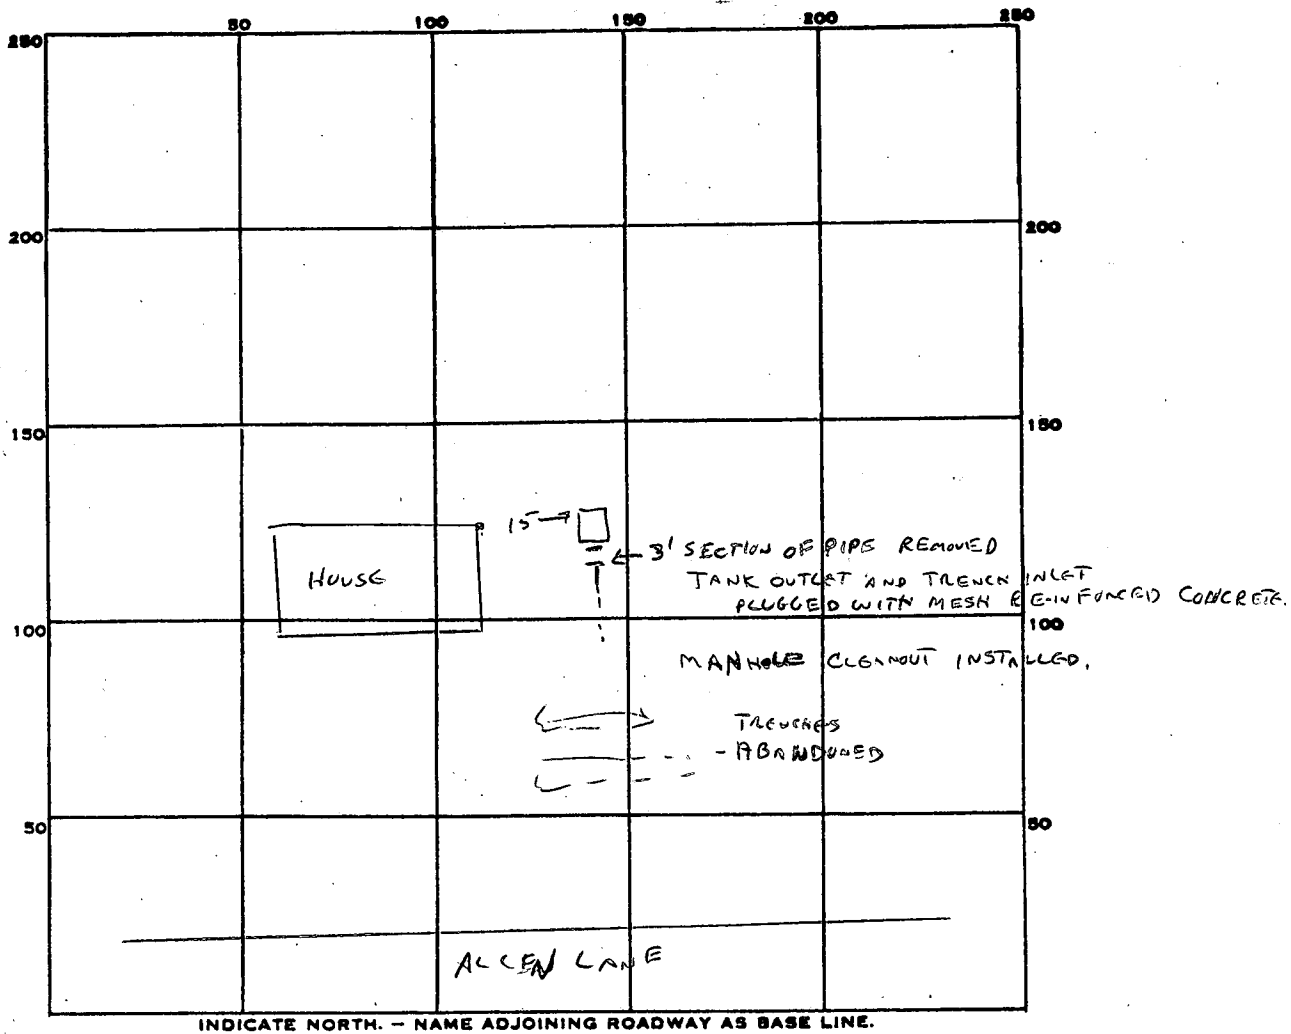 50 100 150 200 250
250
200 200
150 150
15
3' SECTION OF PIPE REMOVED
HOUSE
TANK OUTLET AND TRENCH INLET
PLUGGED WITH MESH RE-INFORCED CONCRETE.
100 100
MANHOLE CLEANOUT INSTALLED.
TRENCHES
- ABANDONED
50 50
ALLEN LANE
INDICATE NORTH. — NAME ADJOINING ROADWAY AS BASE LINE.